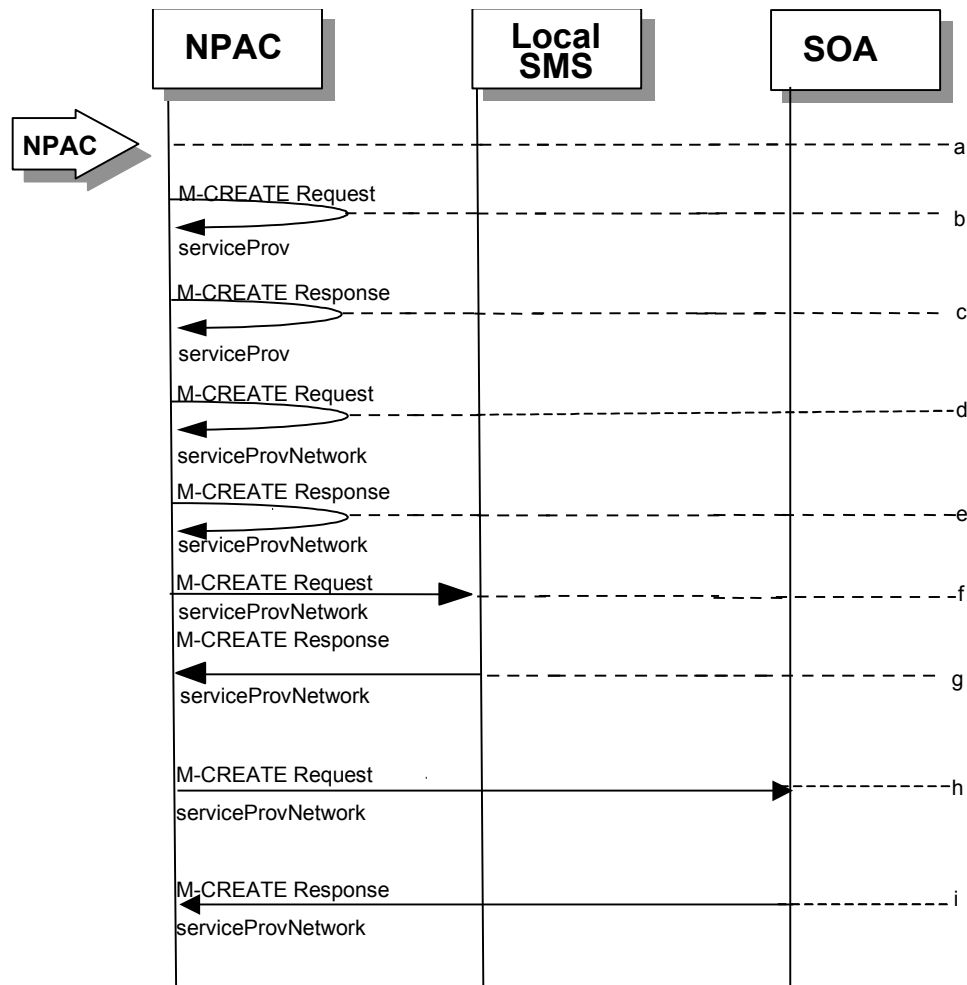 NPAC
Local
SMS
SOA
NPAC
a
M-CREATE Request
b
serviceProv
M-CREATE Response
c
serviceProv
M-CREATE Request
d
serviceProvNetwork
M-CREATE Response
e
serviceProvNetwork
M-CREATE Request
f
serviceProvNetwork
M-CREATE Response
g
serviceProvNetwork
M-CREATE Request
h
serviceProvNetwork
M-CREATE Response
i
serviceProvNetwork